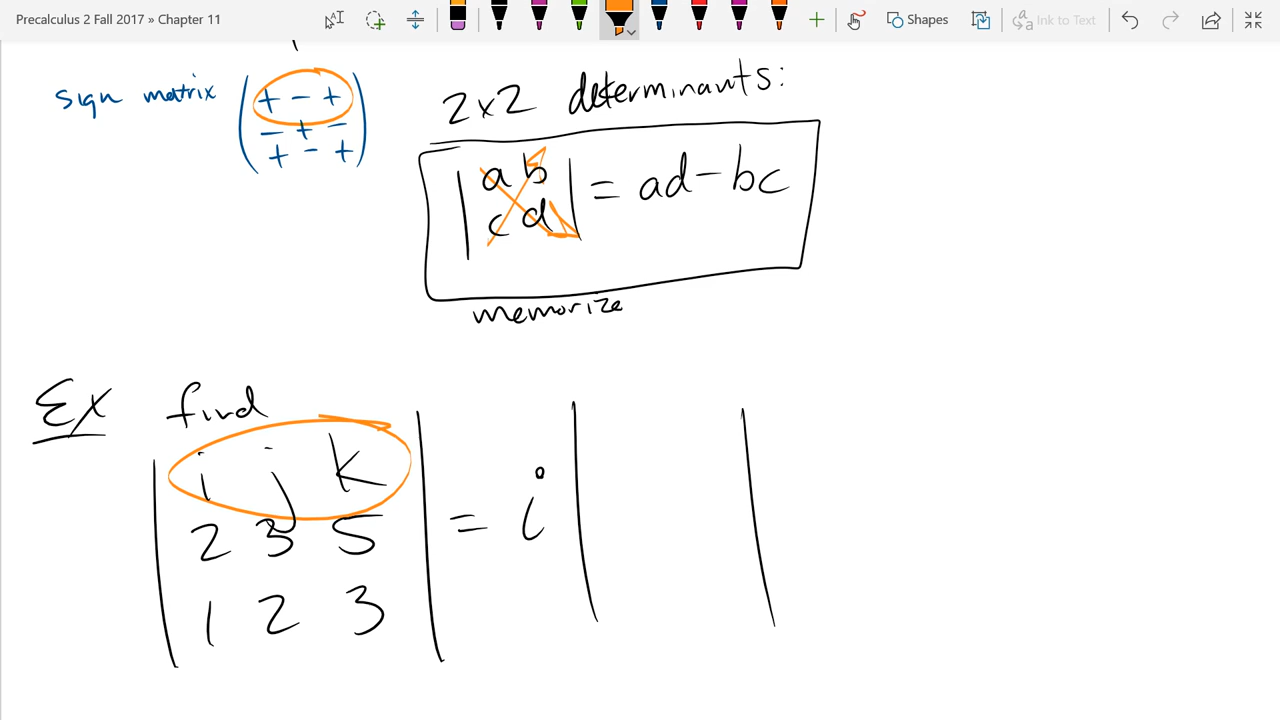 Precalculus 2 Fall 2017 » Chapter 11
Shapes
Ink to Text
sign matrix
+ − +
− + −
+ − +
2x2 determinants:
| a b | = ad − bc
| c d |
memorize
Ex find
| i j k | = i | |
| 2 3 5 |
| 1 2 3 |